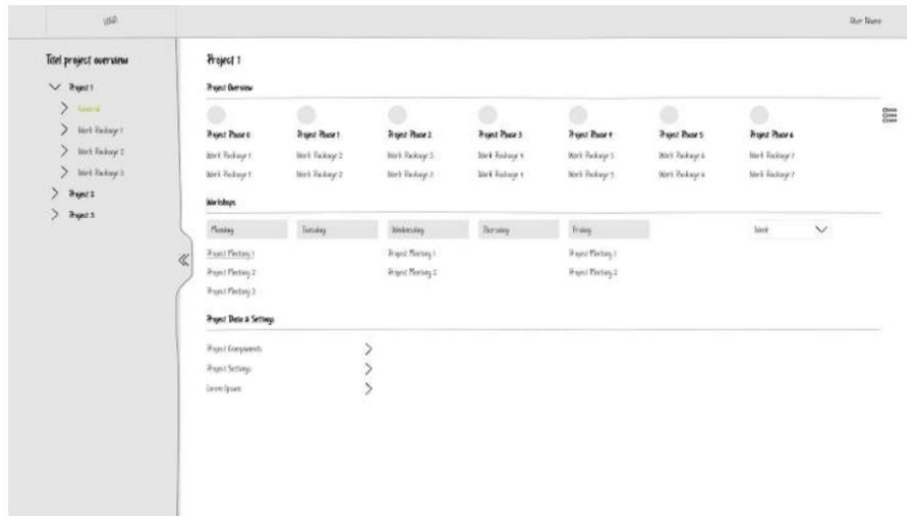 LOGO
User Name
Titel project overview
Project 1
General
Work Package 1
Work Package 2
Work Package 3
Project 2
Project 3
Project 1
Project Overview
Project Phase 0 Project Phase 1 Project Phase 2 Project Phase 3 Project Phase 4 Project Phase 5 Project Phase 6
Work Package 1 Work Package 2 Work Package 3 Work Package 4 Work Package 5 Work Package 6 Work Package 7
Work Package 1 Work Package 2 Work Package 3 Work Package 4 Work Package 5 Work Package 6 Work Package 7
Workshops
Monday Tuesday Wednesday Thursday Friday Week
Project Meeting 1 Project Meeting 1 Project Meeting 1
Project Meeting 2 Project Meeting 2 Project Meeting 2
Project Meeting 3
Project Data & Settings
Project Components
Project Settings
Lorem Ipsum